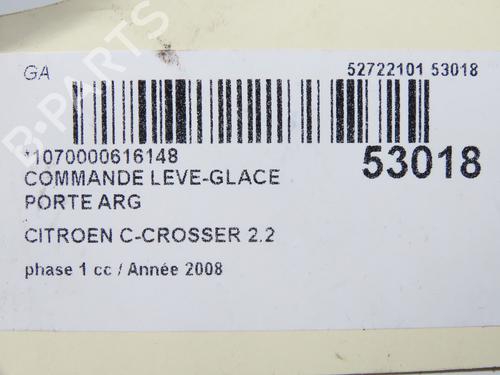 GA
52722101 53018
*1070000616148
53018
COMMANDE LEVE-GLACE
PORTE ARG
CITROEN C-CROSSER 2.2
phase 1 cc / Année 2008
B-PARTS